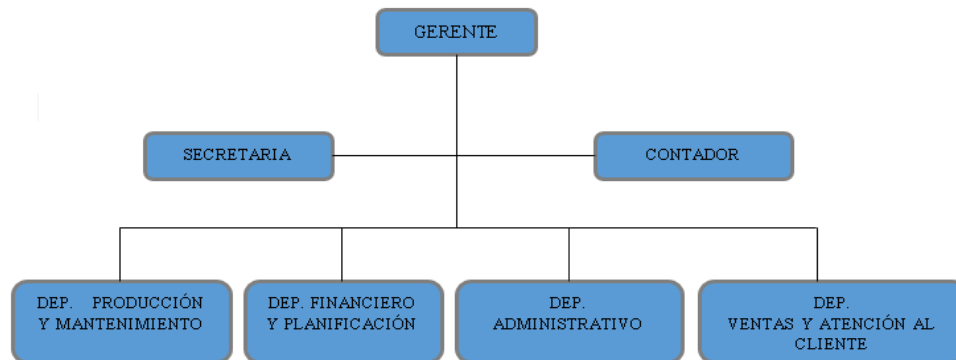 GERENTE
SECRETARIA
CONTADOR
DEP. PRODUCCIÓN
Y MANTENIMIENTO
DEP. FINANCIERO
Y PLANIFICACIÓN
DEP.
ADMINISTRATIVO
DEP.
VENTAS Y ATENCIÓN AL
CLIENTE